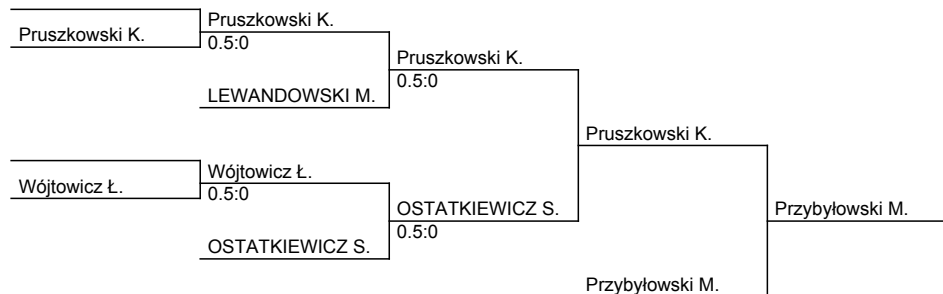 Pruszkowski K.
Pruszkowski K.
0.5:0
Pruszkowski K.
0.5:0
LEWANDOWSKI M.
Pruszkowski K.
Wójtowicz Ł.
Wójtowicz Ł.
0.5:0
OSTATKIEWICZ S.
0.5:0
Przybyłowski M.
OSTATKIEWICZ S.
Przybyłowski M.